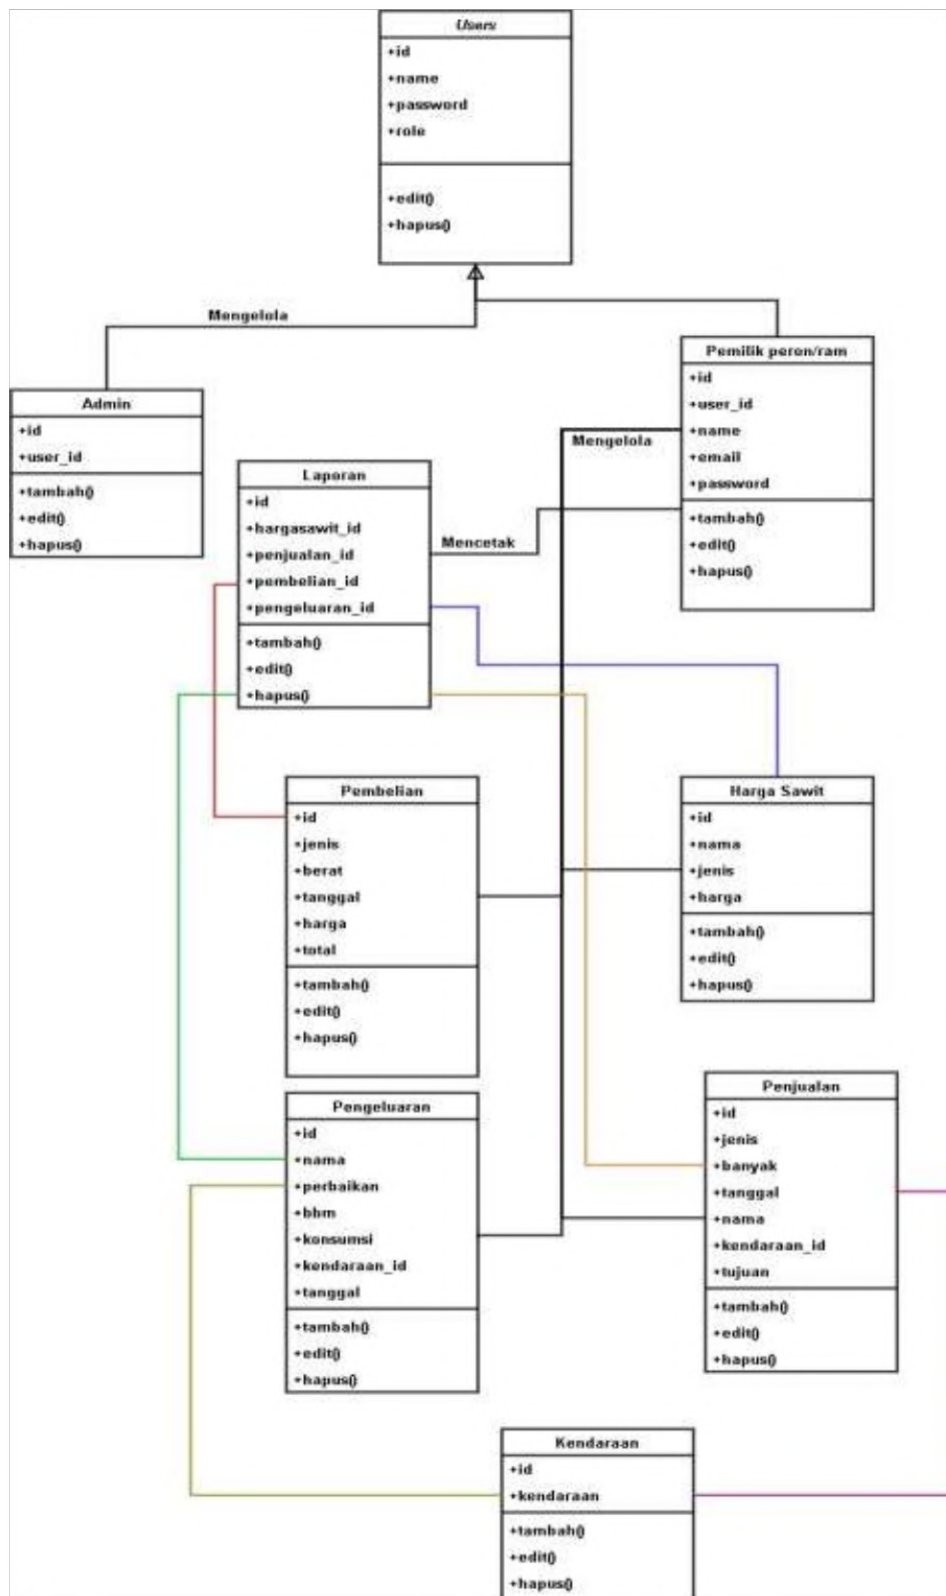 Users
+id
+name
+password
+role
+edit()
+hapus()
Mengelola
Admin
+id
+user_id
+tambah()
+edit()
+hapus()
Pemilik peron/ram
+id
+user_id
+name
+email
+password
+tambah()
+edit()
+hapus()
Mengelola
Mencetak
Laporan
+id
+hargasawit_id
+penjualan_id
+pembelian_id
+pengeluaran_id
+tambah()
+edit()
+hapus()
Pembelian
+id
+jenis
+berat
+tanggal
+harga
+total
+tambah()
+edit()
+hapus()
Harga Sawit
+id
+nama
+jenis
+harga
+tambah()
+edit()
+hapus()
Pengeluaran
+id
+nama
+perbaikan
+bbm
+konsumsi
+kendaraan_id
+tanggal
+tambah()
+edit()
+hapus()
Penjualan
+id
+jenis
+banyak
+tanggal
+nama
+kendaraan_id
+tujuan
+tambah()
+edit()
+hapus()
Kendaraan
+id
+kendaraan
+tambah()
+edit()
+hapus()